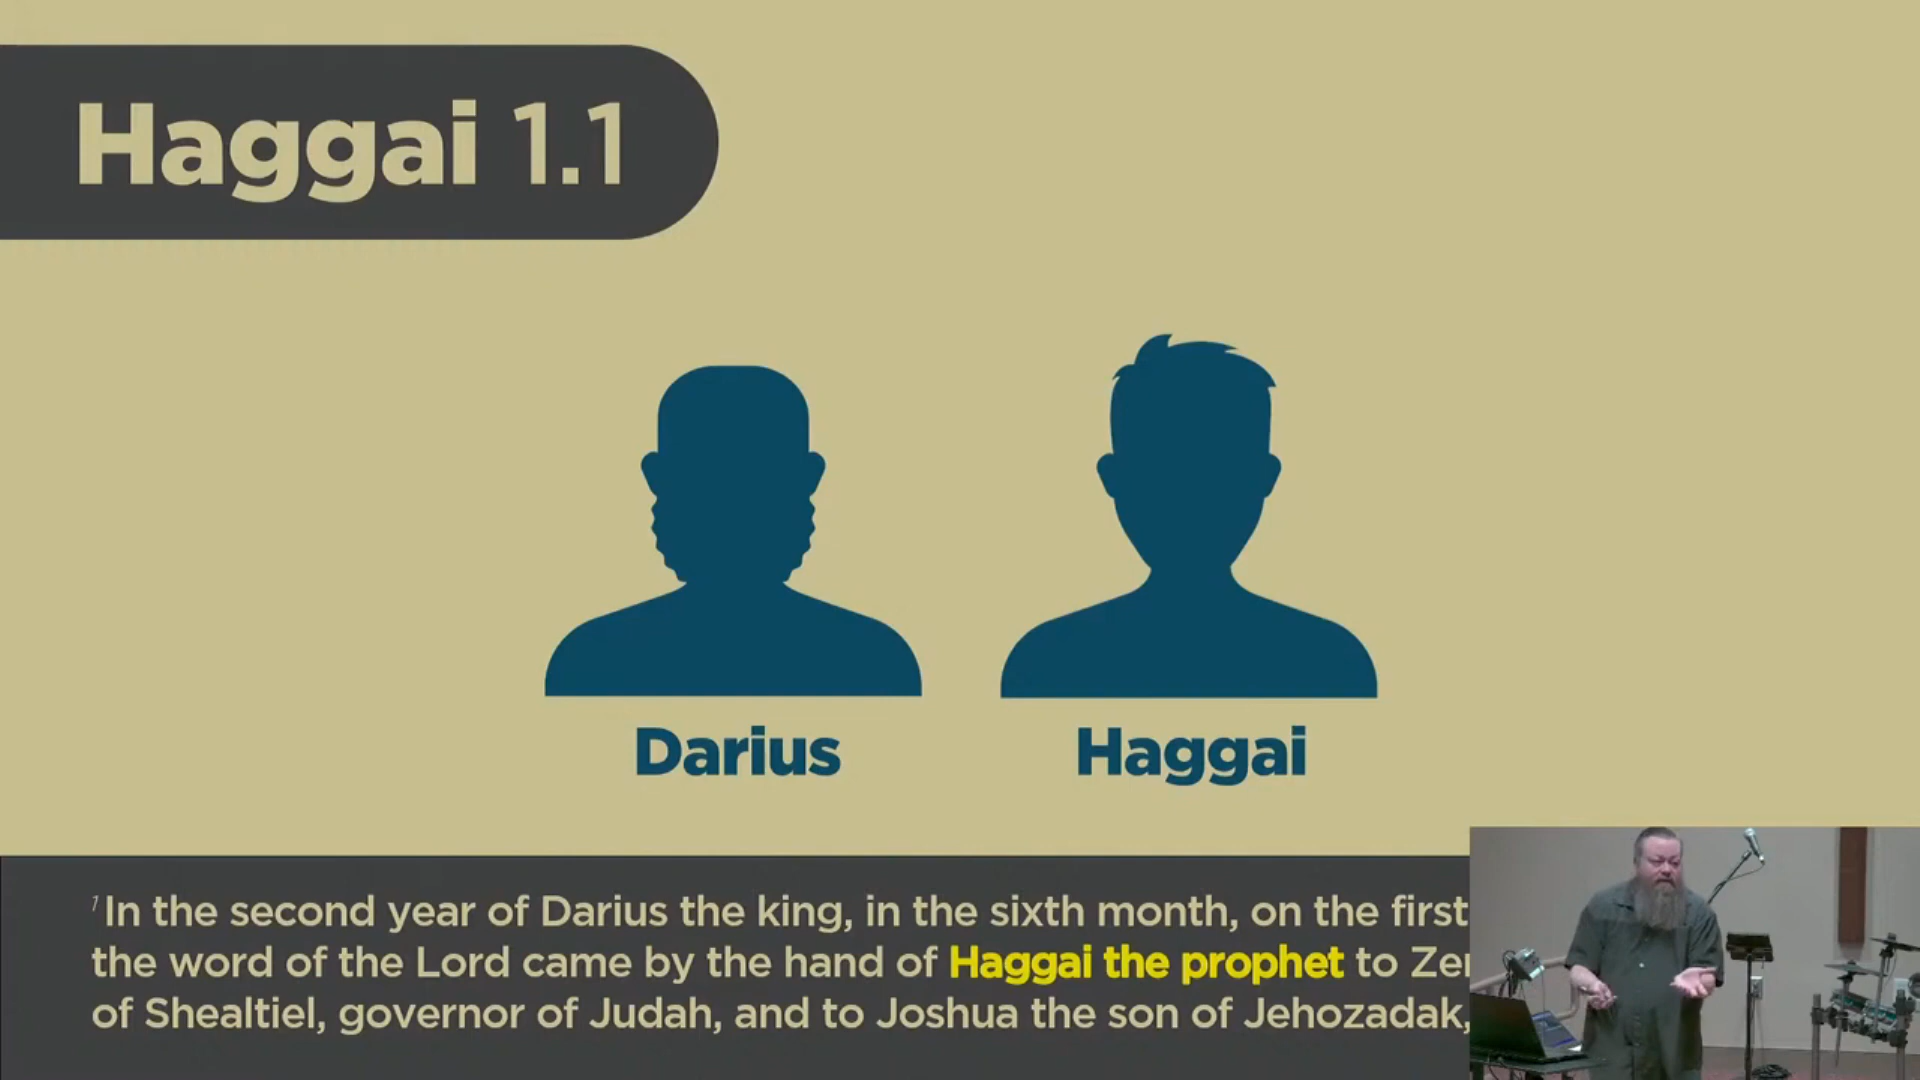 Haggai 1.1
Darius
Haggai
1 In the second year of Darius the king, in the sixth month, on the first
the word of the Lord came by the hand of Haggai the prophet to
of Shealtiel, governor of Judah, and to Joshua the son of Jehozadak,